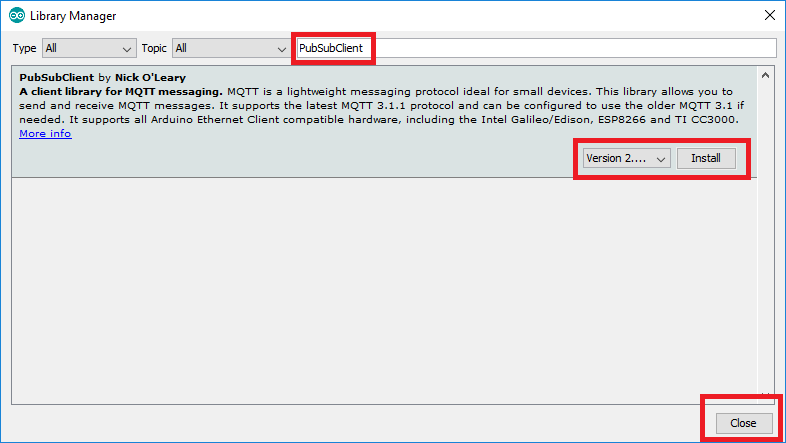 Library Manager
Type All Topic All PubSubClient
PubSubClient by Nick O'Leary
A client library for MQTT messaging. MQTT is a lightweight messaging protocol ideal for small devices. This library allows you to
send and receive MQTT messages. It supports the latest MQTT 3.1.1 protocol and can be configured to use the older MQTT 3.1 if
needed. It supports all Arduino Ethernet Client compatible hardware, including the Intel Galileo/Edison, ESP8266 and TI CC3000.
More info
Version 2.... Install
Close